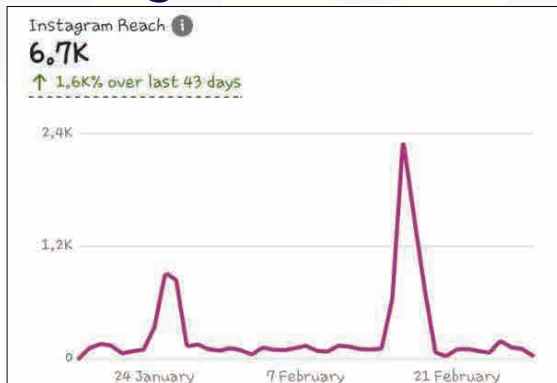 Instagram Reach i
6.7K
↑ 1.6K% over last 43 days
2,4K
1,2K
0
24 January 7 February 21 February